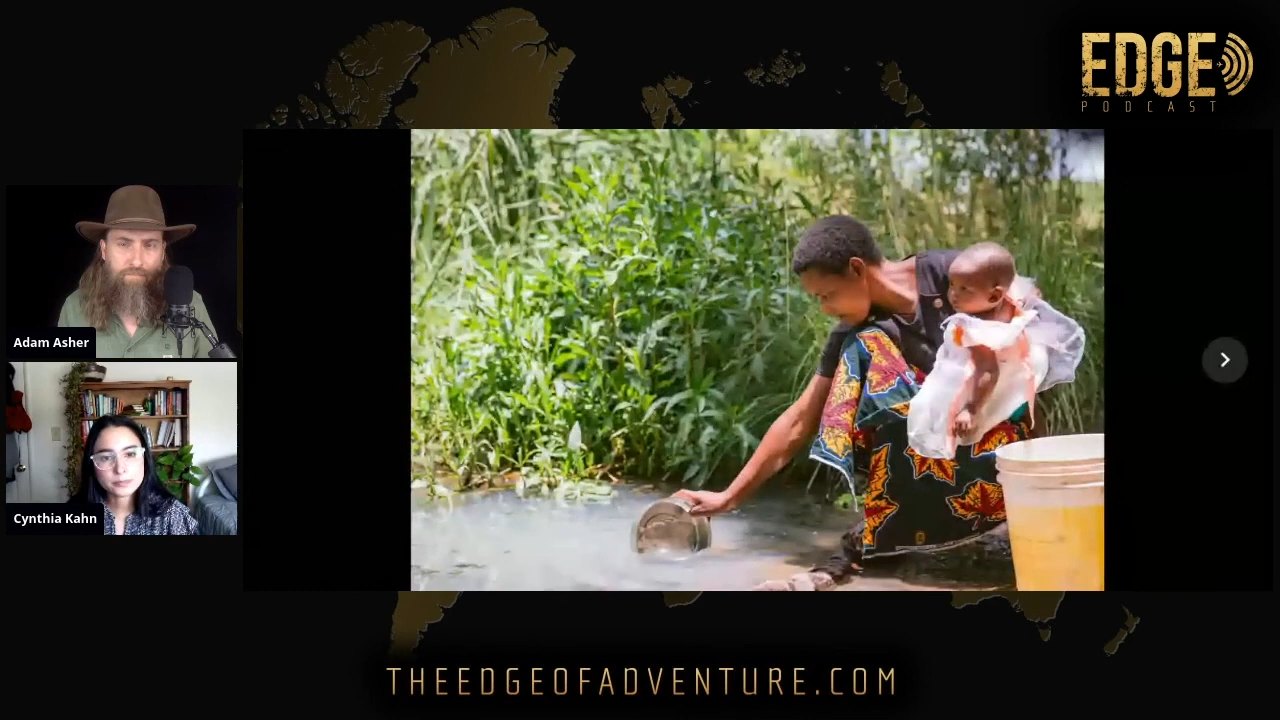 EDGE
PODCAST
Adam Asher
Cynthia Kahn
THEEDGEOFADVENTURE.COM